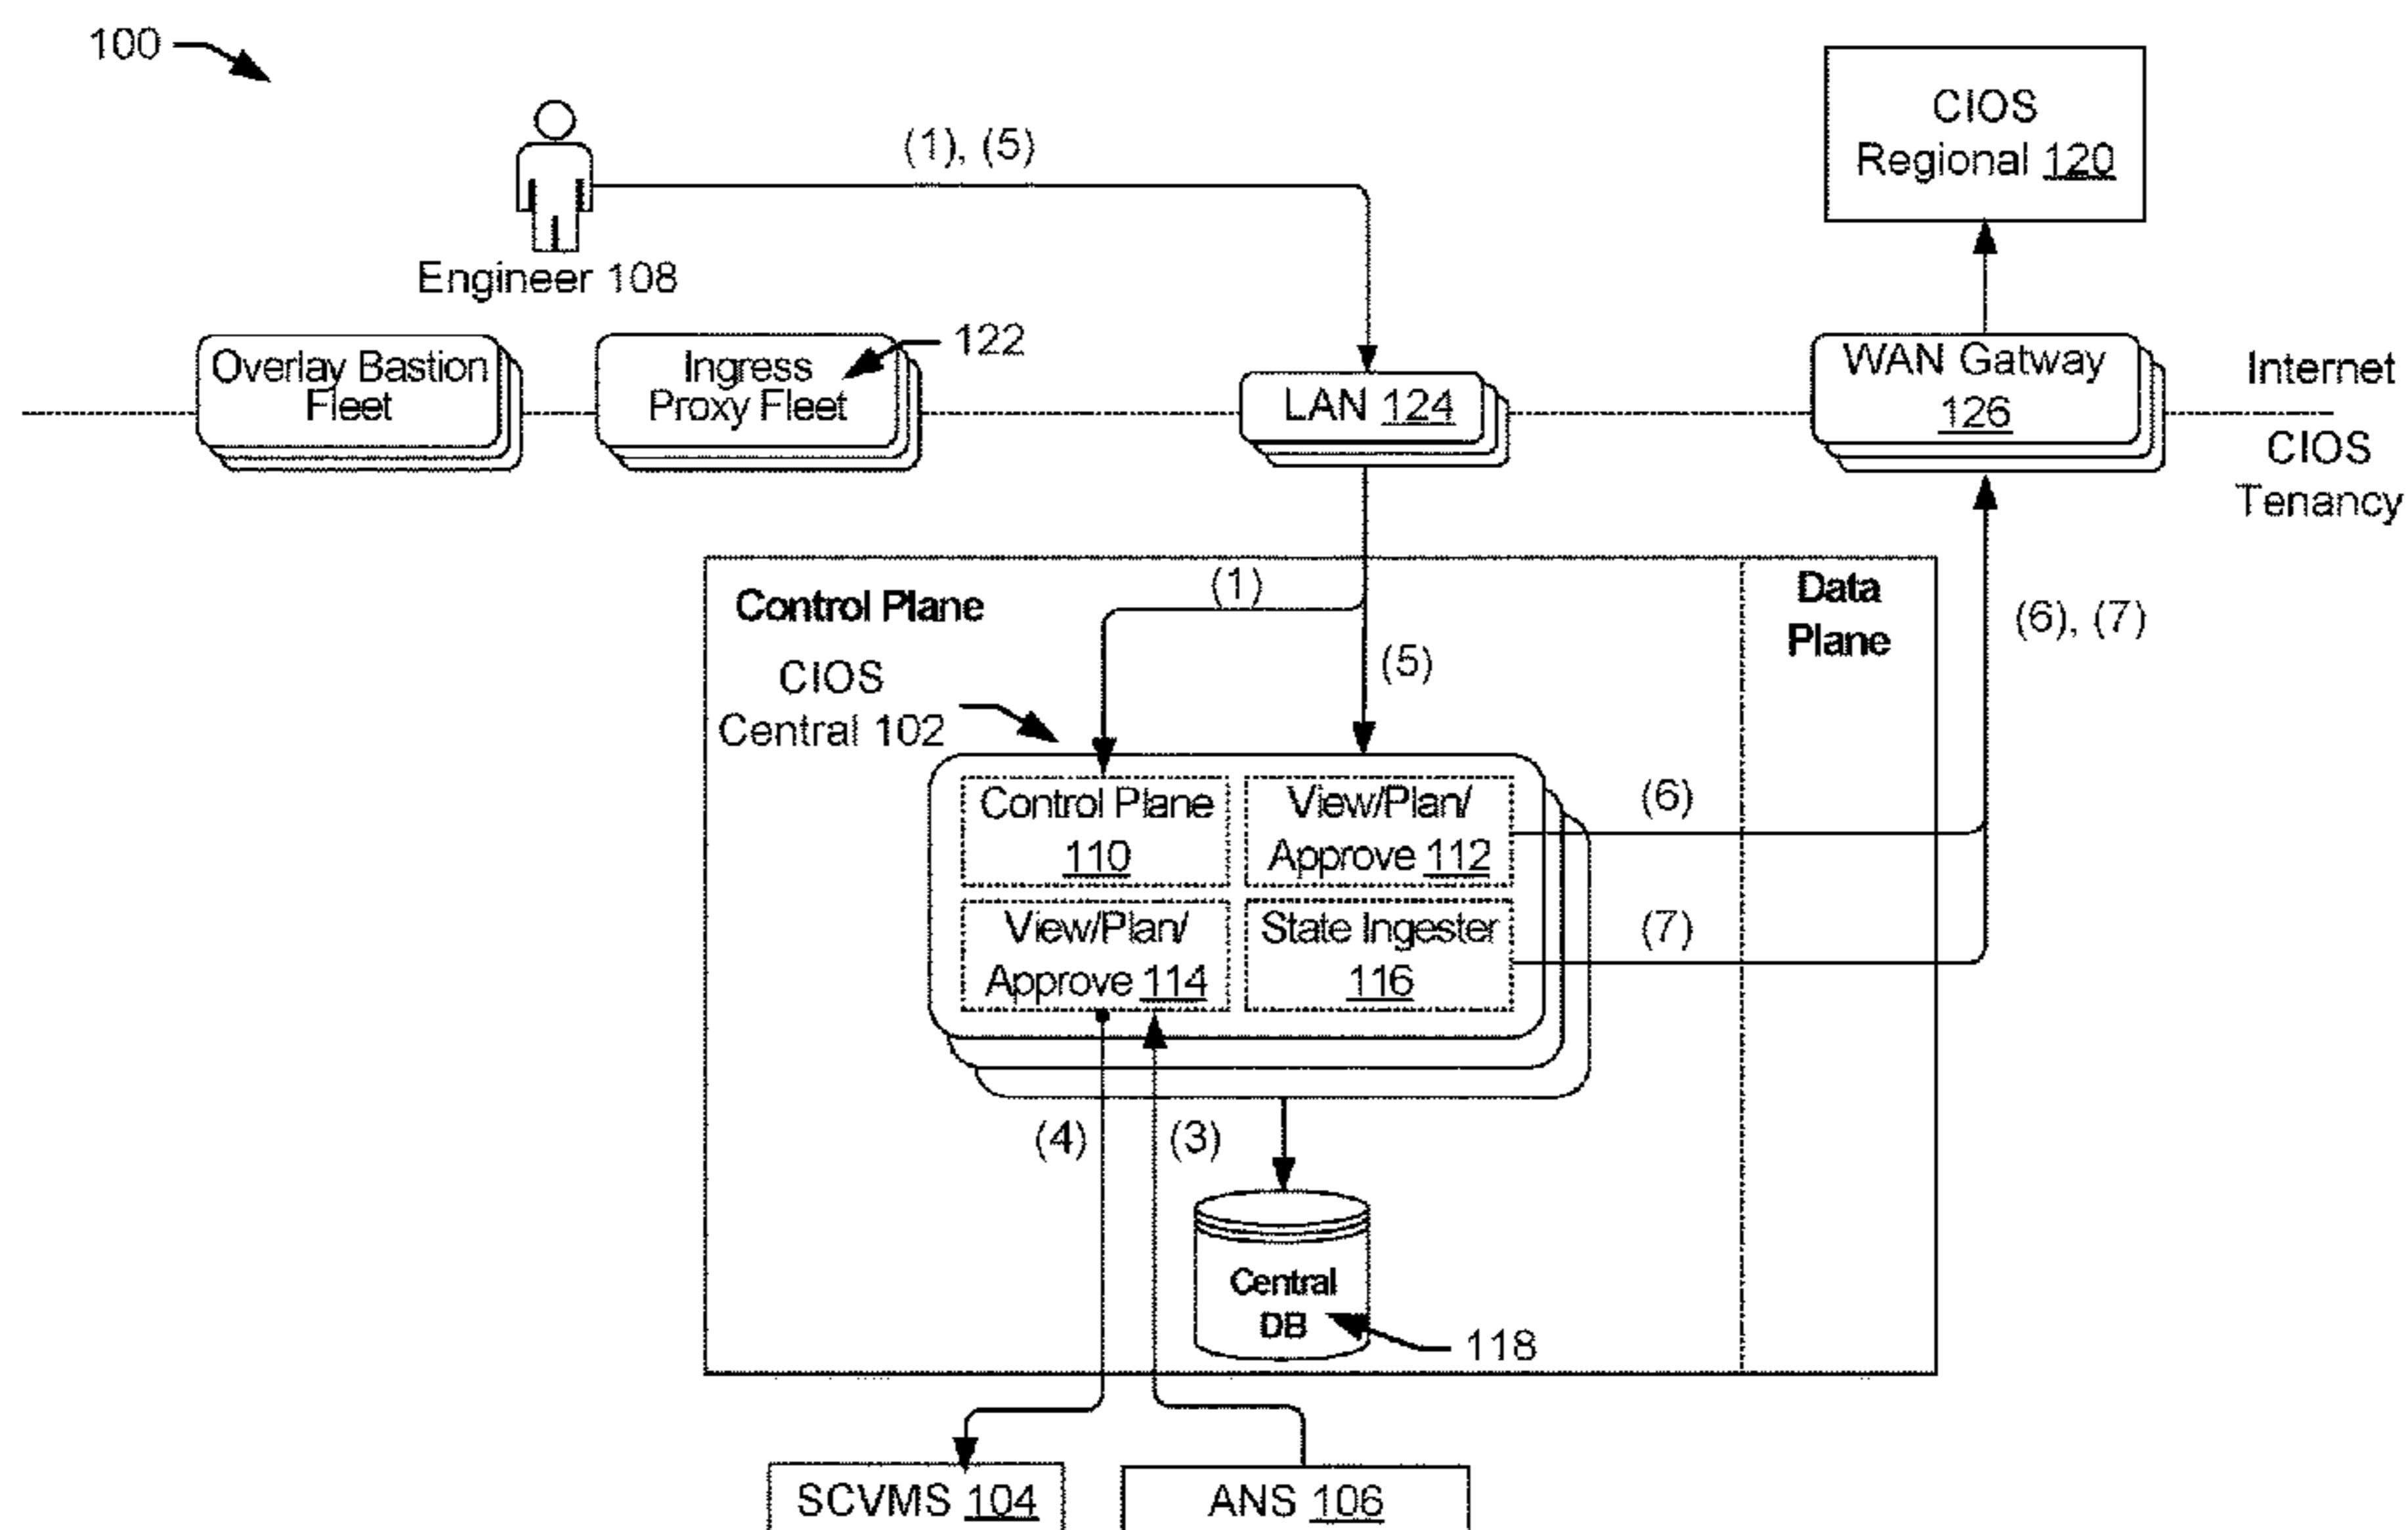 100
(1), (5)
Engineer 108
CIOS
Regional 120
Overlay Bastion
Fleet
Ingress
Proxy Fleet
122
LAN 124
WAN Gatway
126
Internet
CIOS
Tenancy
Control Plane
Data
Plane
(1)
(5)
(6), (7)
CIOS
Central 102
Control Plane
110
View/Plan/
Approve 112
(6)
View/Plan/
Approve 114
State Ingester
116
(7)
(4)
(3)
Central
DB
118
SCVMS 104
ANS 106